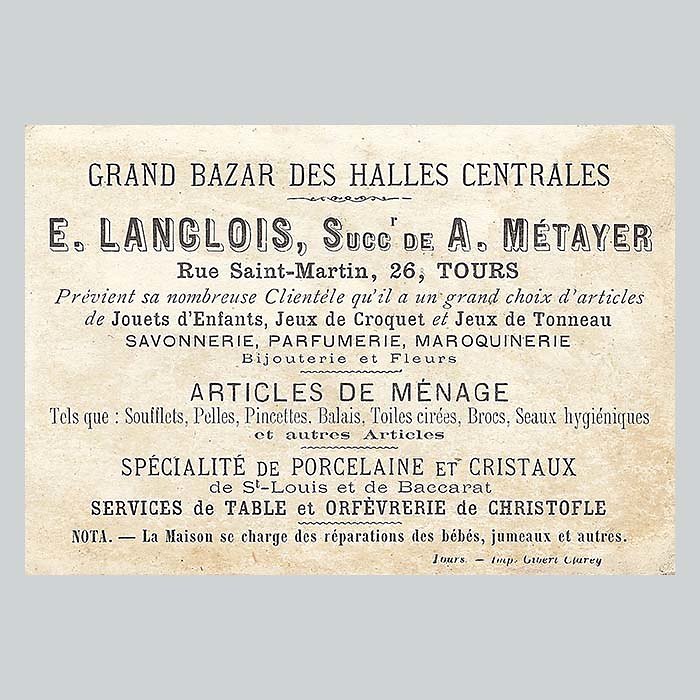 GRAND BAZAR DES HALLES CENTRALES
E. LANGLOIS, Succr DE A. MÉTAYER
Rue Saint-Martin, 26, TOURS
Prévient sa nombreuse Clientéle qu'il a un grand choix d'articles
de Jouets d'Enfants, Jeux de Croquet et Jeux de Tonneau
SAVONNERIE, PARFUMERIE, MAROQUINERIE
Bijouterie et Fleurs
ARTICLES DE MÉNAGE
Tels que : Soufflets, Pelles, Pincettes, Balais, Toiles cirées, Brocs, Seaux hygiéniques
et autres Articles
SPÉCIALITÉ DE PORCELAINE ET CRISTAUX
de St-Louis et de Baccarat
SERVICES de TABLE et ORFÈVRERIE de CHRISTOFLE
NOTA. — La Maison se charge des réparations des bébés, jumeaux et autres.
Tours. — Imp. Gibert Clarey